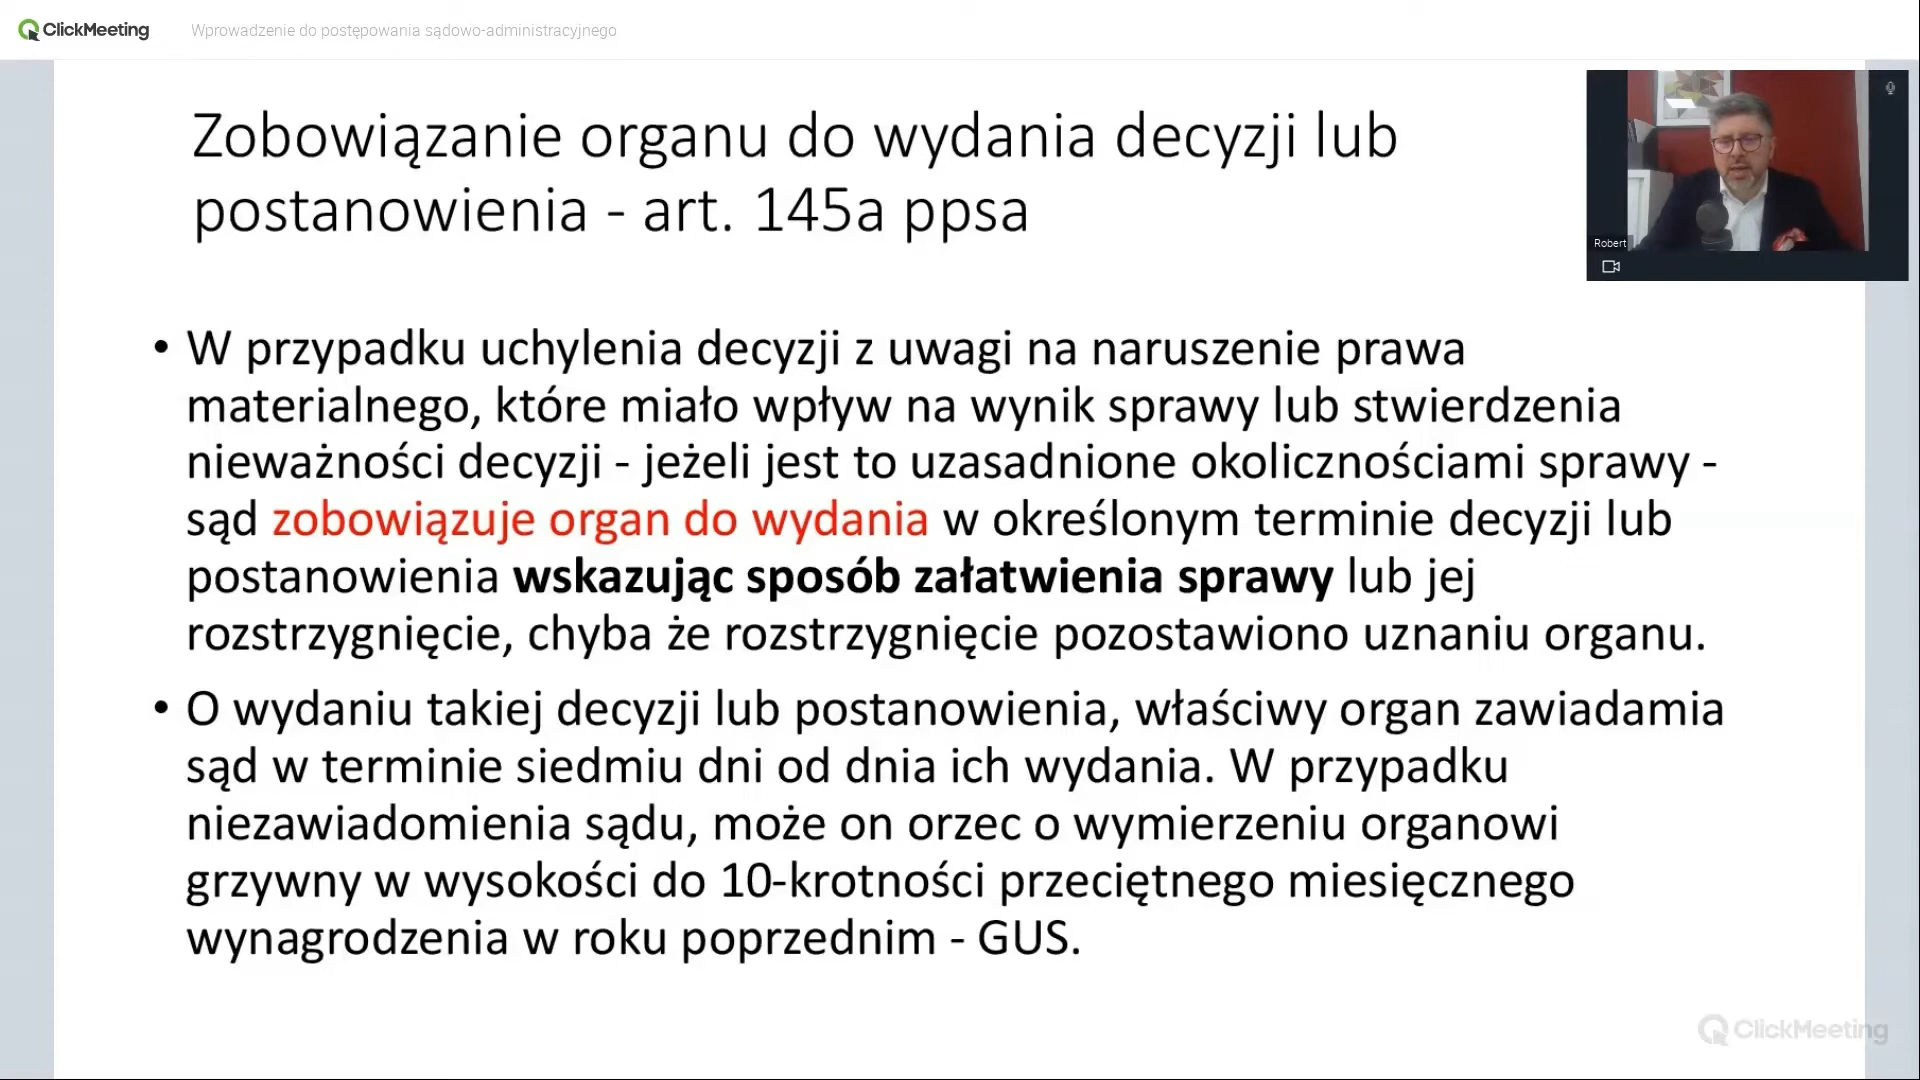 ClickMeeting
Wprowadzenie do postępowania sądowo-administracyjnego
Zobowiązanie organu do wydania decyzji lub
postanowienia - art. 145a ppsa
Robert
• W przypadku uchylenia decyzji z uwagi na naruszenie prawa
materialnego, które miało wpływ na wynik sprawy lub stwierdzenia
nieważności decyzji - jeżeli jest to uzasadnione okolicznościami sprawy -
sąd zobowiązuje organ do wydania w określonym terminie decyzji lub
postanowienia wskazując sposób załatwienia sprawy lub jej
rozstrzygnięcie, chyba że rozstrzygnięcie pozostawiono uznaniu organu.
• O wydaniu takiej decyzji lub postanowienia, właściwy organ zawiadamia
sąd w terminie siedmiu dni od dnia ich wydania. W przypadku
niezawiadomienia sądu, może on orzec o wymierzeniu organowi
grzywny w wysokości do 10-krotności przeciętnego miesięcznego
wynagrodzenia w roku poprzednim - GUS.
ClickMeeting